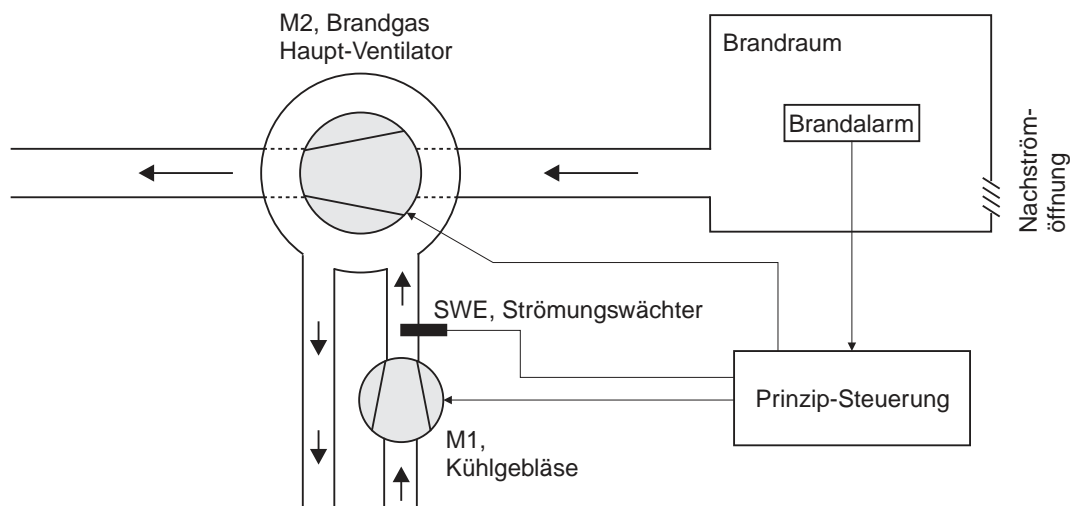 M2, Brandgas
Haupt-Ventilator
Brandraum
Brandalarm
Nachström-
öffnung
SWE, Strömungswächter
Prinzip-Steuerung
M1,
Kühlgebläse